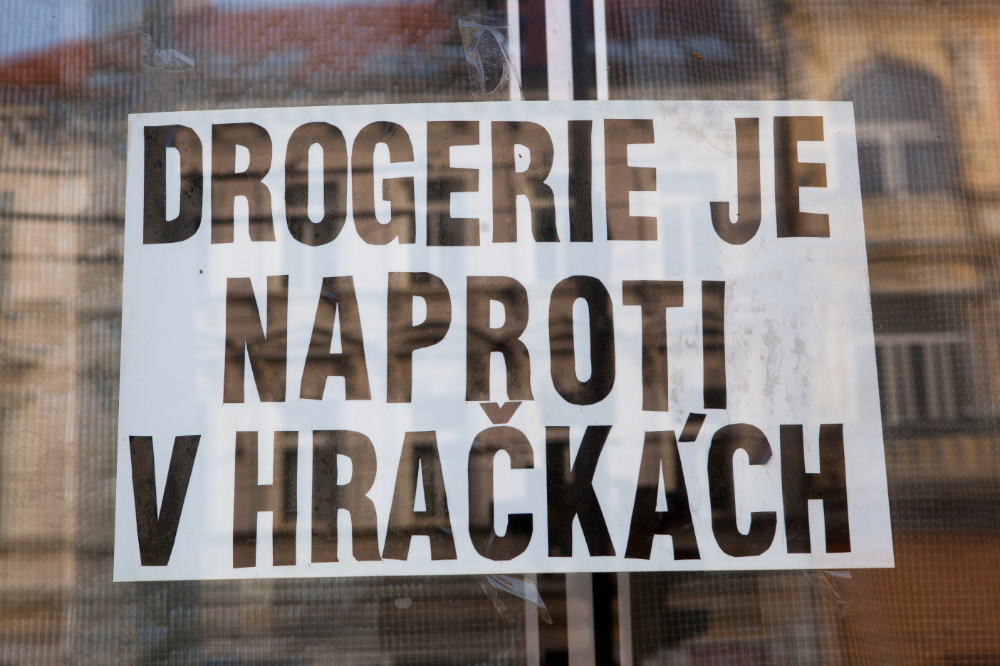 DROGERIE JE
NAPROTI
V HRAČKÁCH